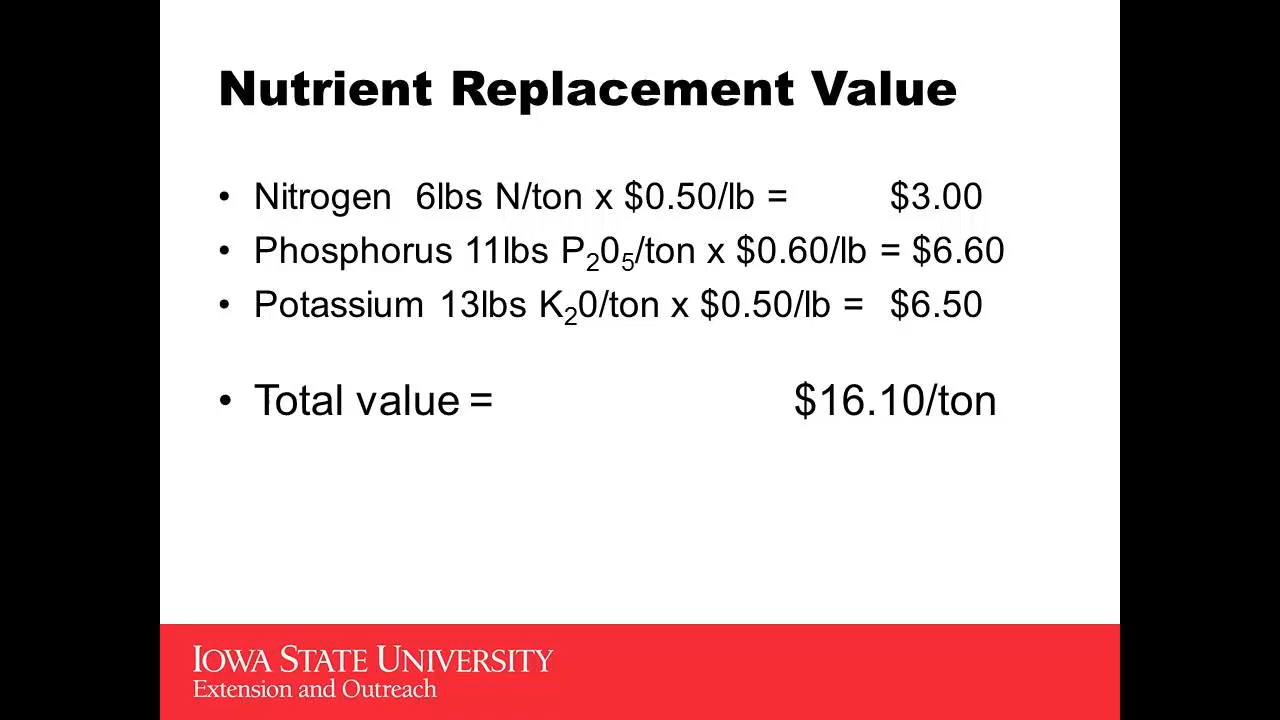 Nutrient Replacement Value
• Nitrogen 6lbs N/ton x $0.50/lb = $3.00
• Phosphorus 11lbs P₂0₅/ton x $0.60/lb = $6.60
• Potassium 13lbs K₂0/ton x $0.50/lb = $6.50
• Total value = $16.10/ton
IOWA STATE UNIVERSITY
Extension and Outreach